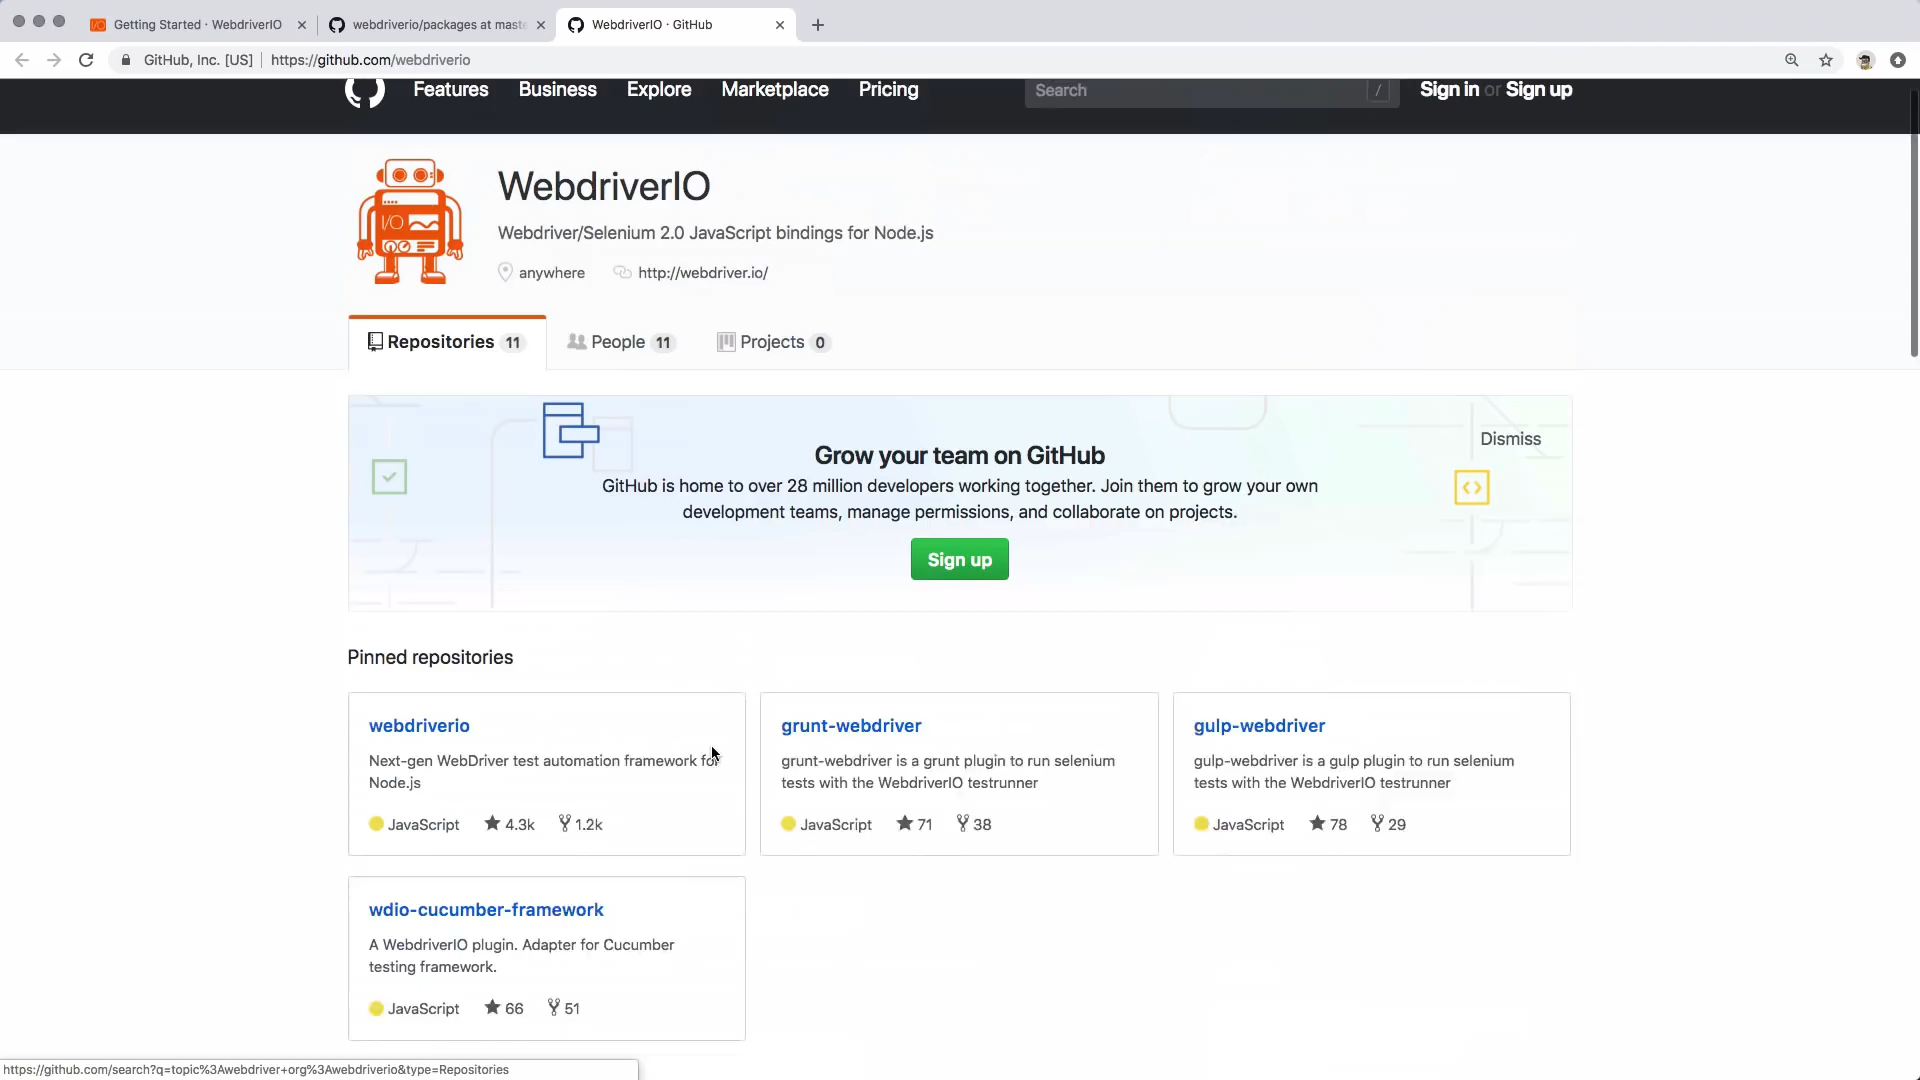 Getting Started · WebdriverIO
webdriverio/packages at mast
WebdriverIO · GitHub
GitHub, Inc. [US]
https://github.com/webdriverio
Features
Business
Explore
Marketplace
Pricing
Search
/
Sign in or Sign up
I/O
WebdriverIO
Webdriver/Selenium 2.0 JavaScript bindings for Node.js
anywhere
http://webdriver.io/
Repositories 11
People 11
Projects 0
Dismiss
Grow your team on GitHub
GitHub is home to over 28 million developers working together. Join them to grow your own
development teams, manage permissions, and collaborate on projects.
Sign up
Pinned repositories
webdriverio
Next-gen WebDriver test automation framework for
Node.js
JavaScript 4.3k 1.2k
grunt-webdriver
grunt-webdriver is a grunt plugin to run selenium
tests with the WebdriverIO testrunner
JavaScript 71 38
gulp-webdriver
gulp-webdriver is a gulp plugin to run selenium
tests with the WebdriverIO testrunner
JavaScript 78 29
wdio-cucumber-framework
A WebdriverIO plugin. Adapter for Cucumber
testing framework.
JavaScript 66 51
https://github.com/search?q=topic%3Awebdriver+org%3Awebdriverio&type=Repositories